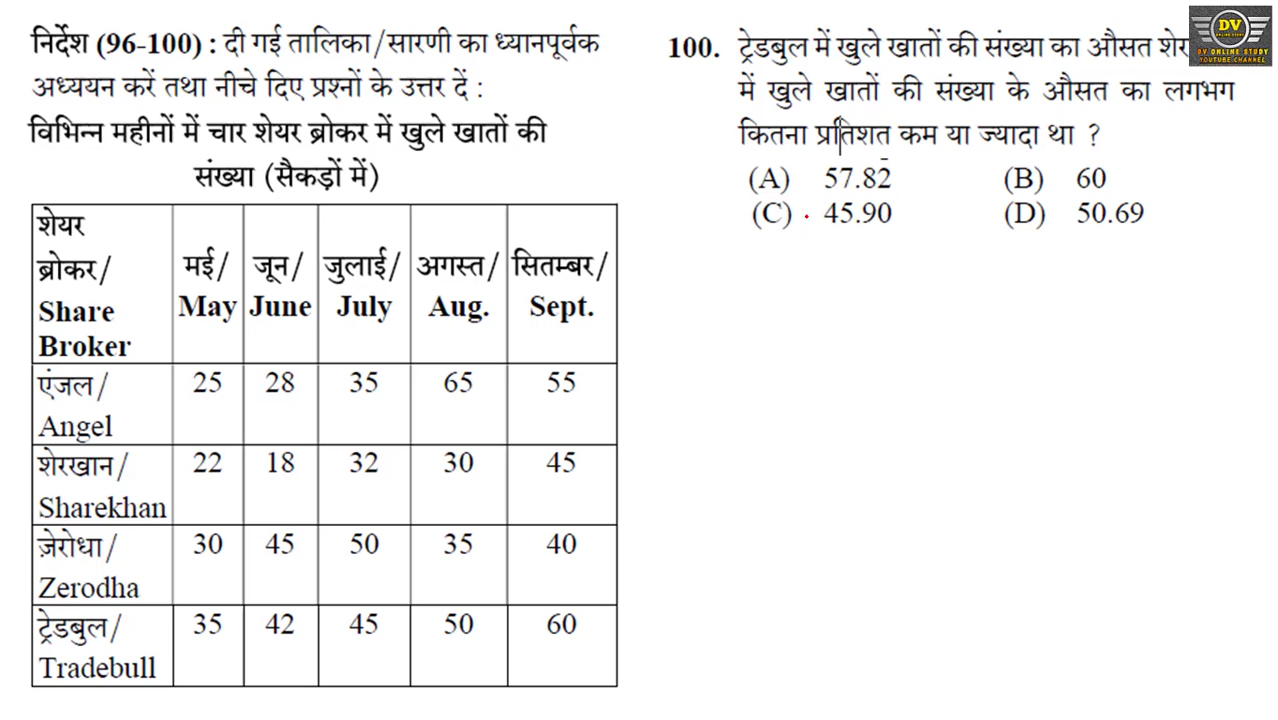 निर्देश (96-100) : दी गई तालिका/सारणी का ध्यानपूर्वक
अध्ययन करें तथा नीचे दिए प्रश्नों के उत्तर दें :
विभिन्न महीनों में चार शेयर ब्रोकर में खुले खातों की
संख्या (सैकड़ों में)
शेयर
ब्रोकर/
Share
Broker
मई/
May
जून/
June
जुलाई/
July
अगस्त/
Aug.
सितम्बर/
Sept.
एंजल/ 25 28 35 65 55
Angel
शेरखान/ 22 18 32 30 45
Sharekhan
ज़ेरोधा/ 30 45 50 35 40
Zerodha
ट्रेडबुल/ 35 42 45 50 60
Tradebull
100. ट्रेडबुल में खुले खातों की संख्या का औसत
में खुले खातों की संख्या के औसत का लगभग
कितना प्रतिशत कम या ज्यादा था ?
(A) 57.82 (B) 60
(C) 45.90 (D) 50.69
DV
DV ONLINE STUDY
YOUTUBE CHANNEL